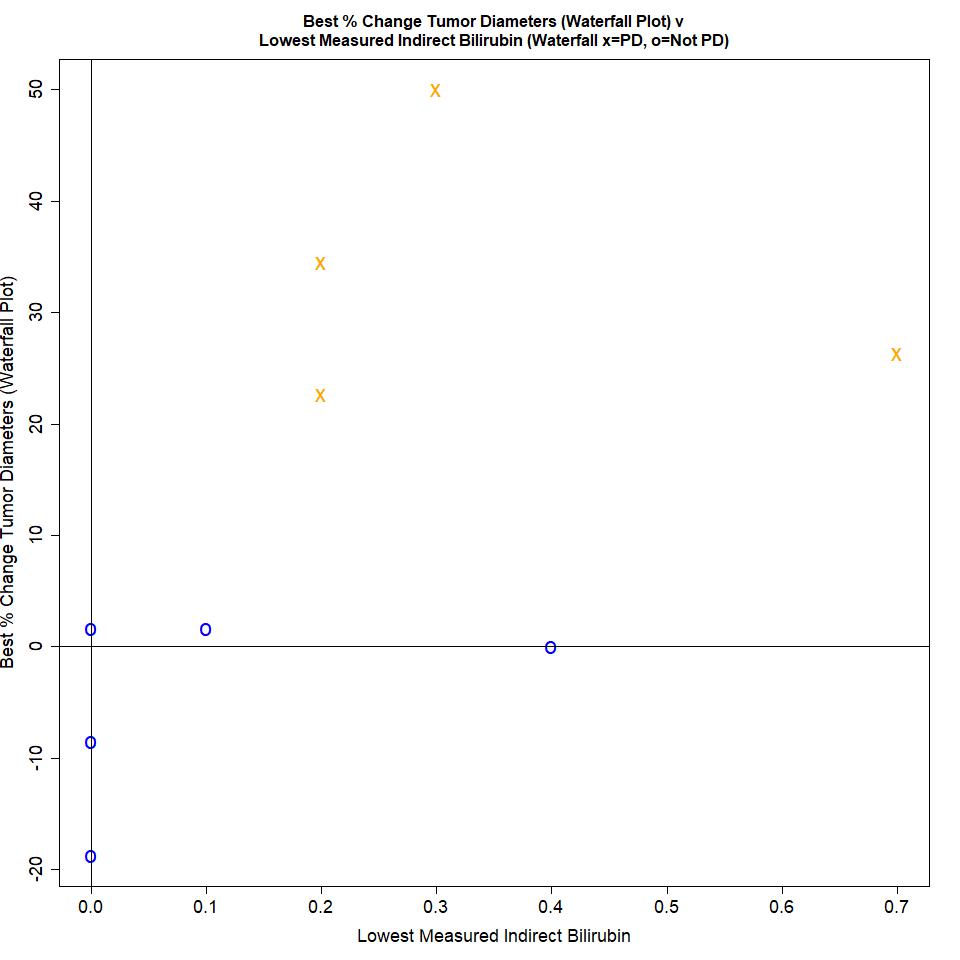 Best % Change Tumor Diameters (Waterfall Plot) v
Lowest Measured Indirect Bilirubin (Waterfall x=PD, o=Not PD)
Best % Change Tumor Diameters (Waterfall Plot)
50
40
30
20
10
0
-10
-20
X
X
X
X
O
O
O
O
O
0.0 0.1 0.2 0.3 0.4 0.5 0.6 0.7
Lowest Measured Indirect Bilirubin